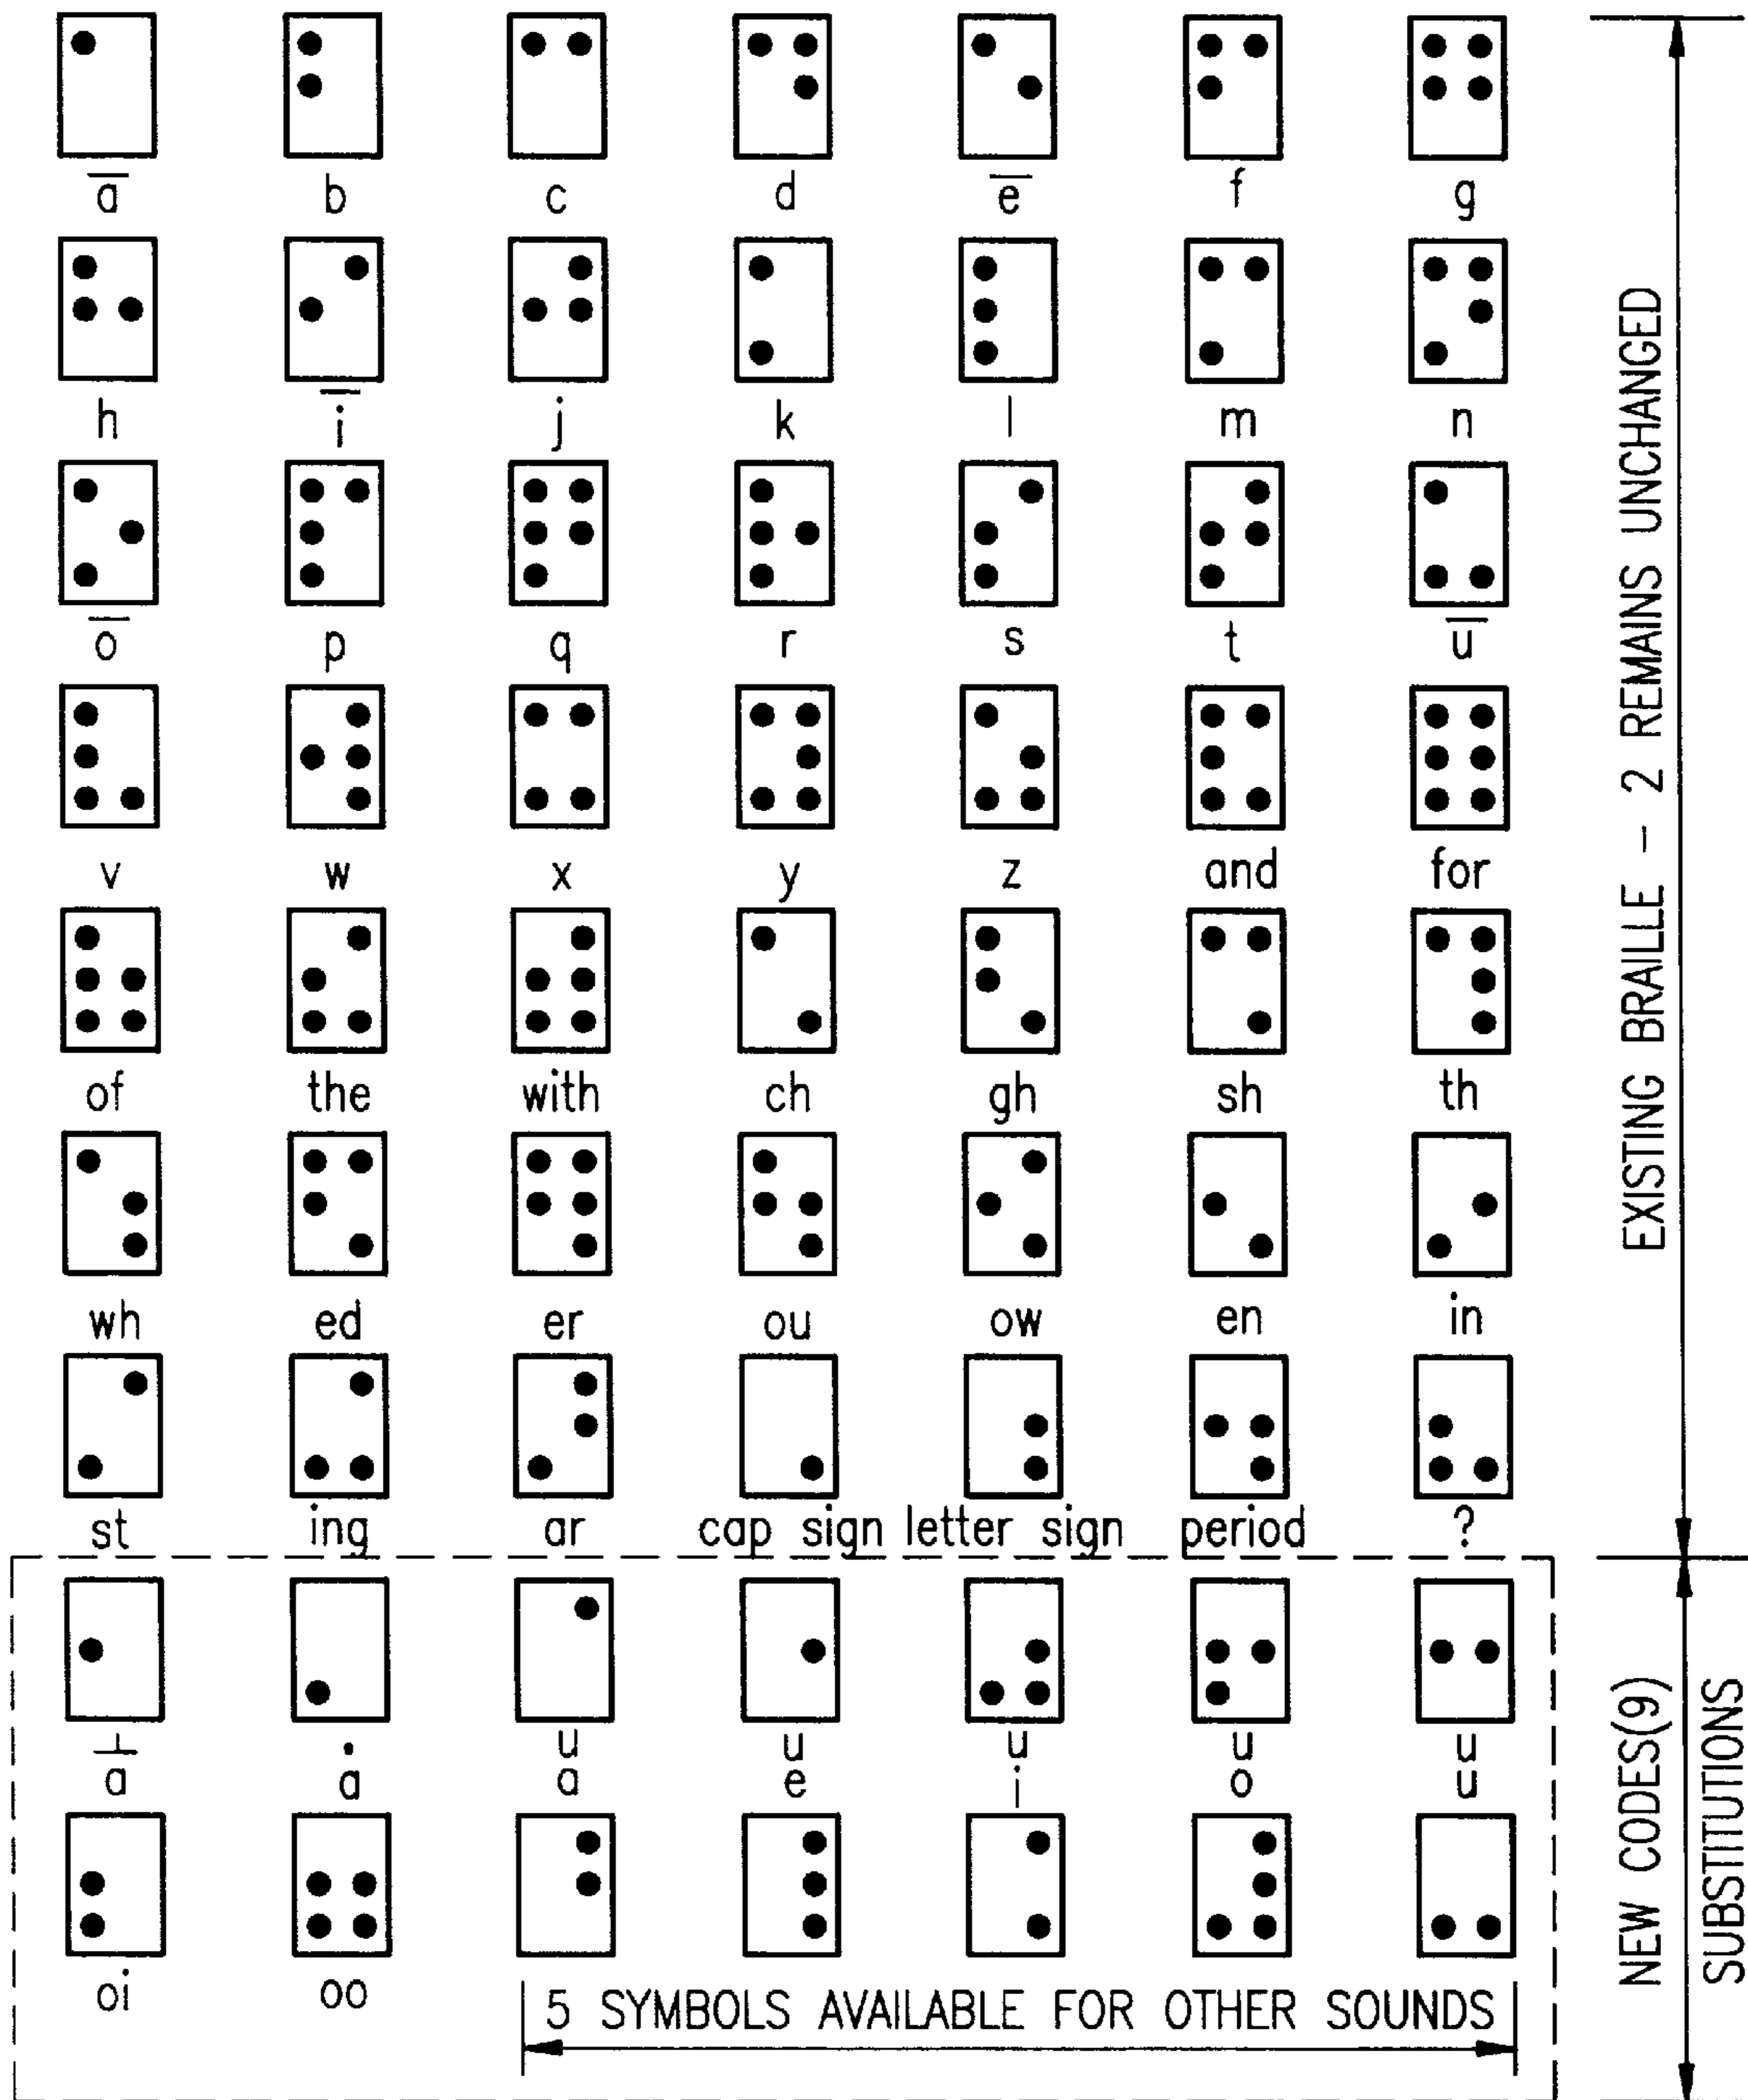 a̅ b c d e̅ f g
h i̅ j k l m n
o̅ p q r s t u̅
v w x y z and for
of the with ch gh sh th
wh ed er ou ow en in
st ing ar cap sign letter sign period ?
⊥ · u u u u u
a a a e i o u
oi oo
5 SYMBOLS AVAILABLE FOR OTHER SOUNDS
EXISTING BRAILLE - 2 REMAINS UNCHANGED
NEW CODES(9)
SUBSTITUTIONS